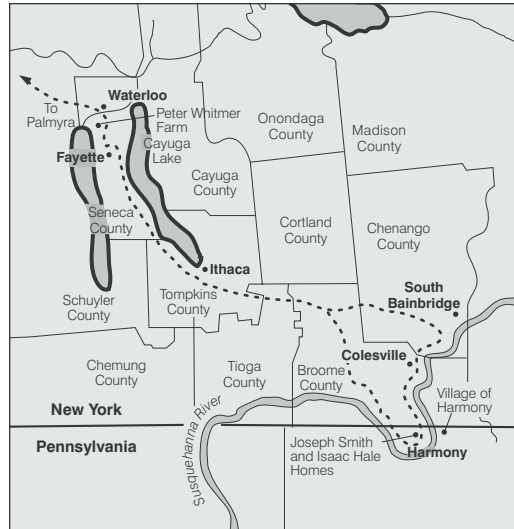 Waterloo
To
Palmyra
Peter Whitmer
Farm
Cayuga
Lake
Fayette
Onondaga
County
Madison
County
Cayuga
County
Seneca
County
Cortland
County
Chenango
County
Ithaca
Schuyler
County
Tompkins
County
South
Bainbridge
Colesville
Chemung
County
Tioga
County
Broome
County
Village of
Harmony
New York
Pennsylvania
Susquehanna River
Joseph Smith
and Isaac Hale
Homes
Harmony